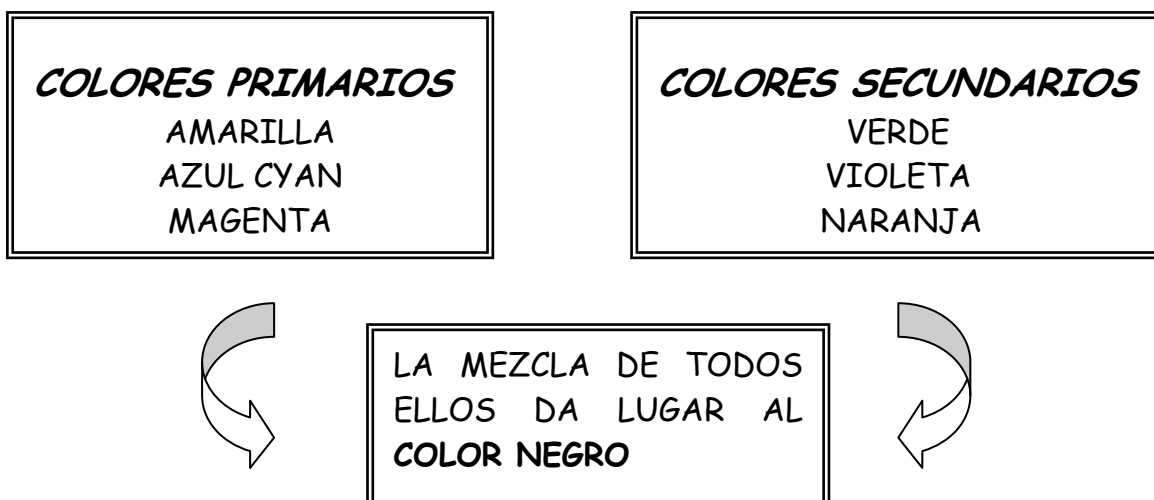 COLORES PRIMARIOS
AMARILLA
AZUL CYAN
MAGENTA
COLORES SECUNDARIOS
VERDE
VIOLETA
NARANJA
LA MEZCLA DE TODOS
ELLOS DA LUGAR AL
COLOR NEGRO